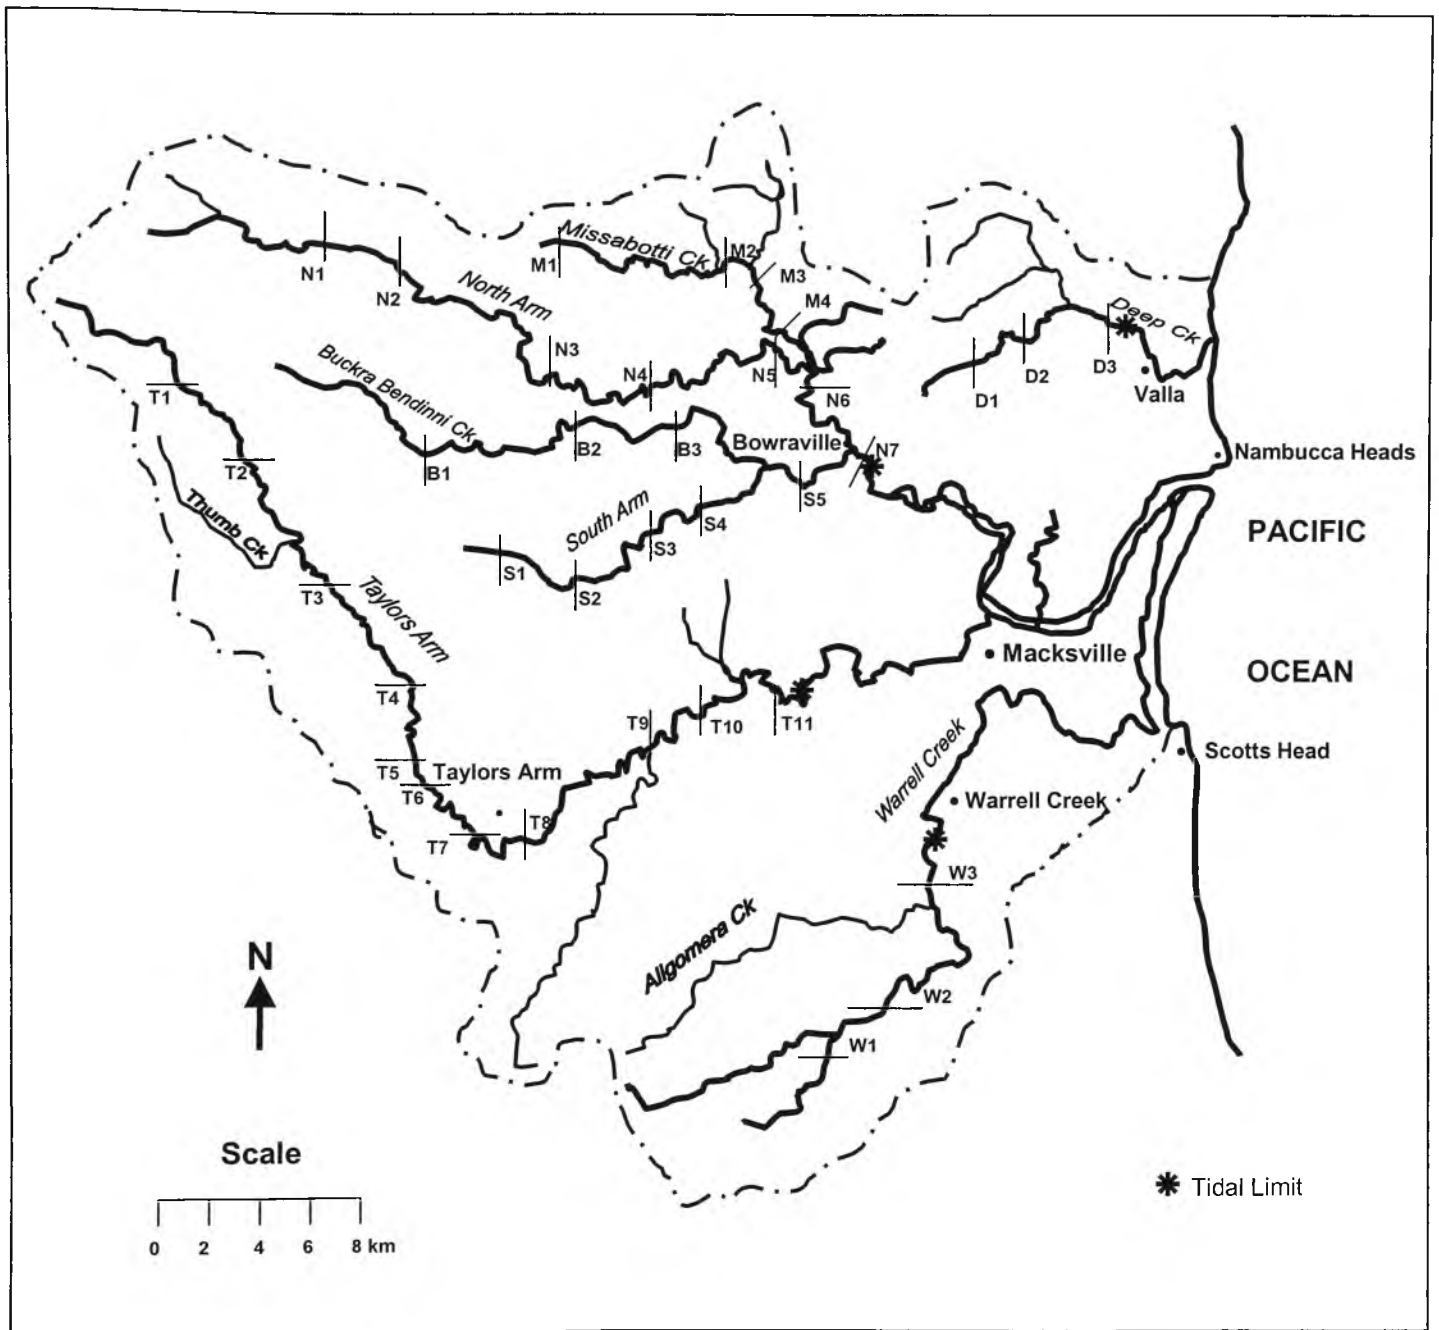 Missabotti Ck
M1
M2
M3
M4
N1
N2
North Arm
N3
N4
N5
N6
N7
Deep Ck
D1
D2
D3
Valla
Buckra Bendinni Ck
B1
B2
B3
Bowraville
Nambucca Heads
T1
T2
Thumb Ck
T3
Taylors Arm
T4
T5
T6
T7
Taylors Arm
T8
T9
T10
T11
South Arm
S1
S2
S3
S4
S5
PACIFIC
OCEAN
Macksville
Scotts Head
Warrell Creek
Warrell Creek
W3
Allgomera Ck
W2
W1
N
Scale
0 2 4 6 8 km
Tidal Limit